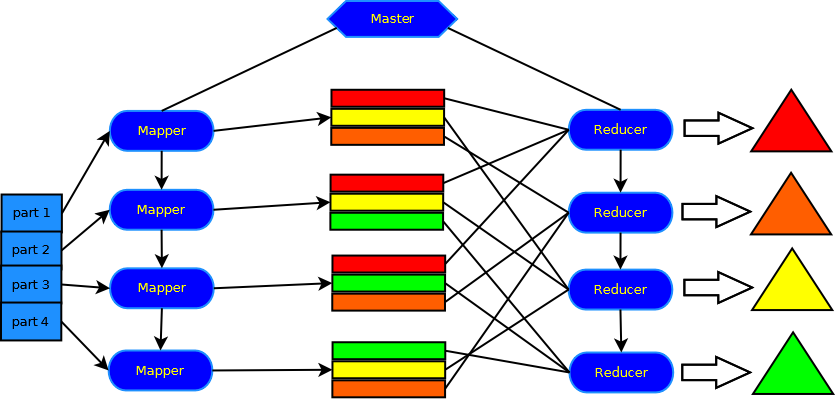 Master
Mapper
Reducer
part 1
Mapper
Reducer
part 2
part 3
Mapper
Reducer
part 4
Mapper
Reducer